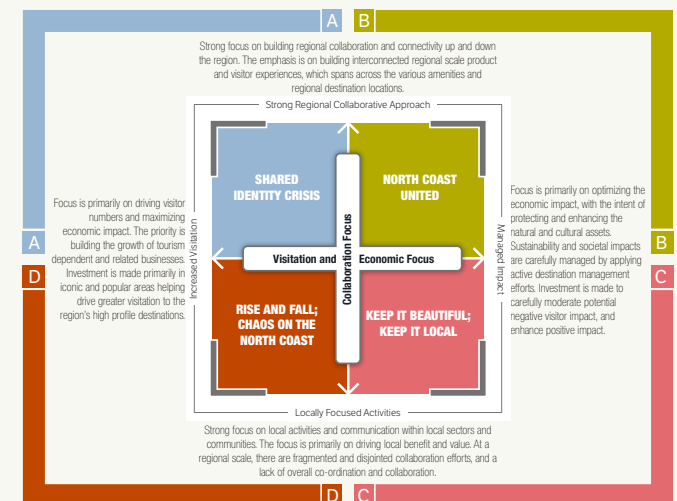 A B
Strong focus on building regional collaboration and connectivity up and down
the region. The emphasis is on building interconnected regional scale product
and visitor experiences, which spans across the various amenities and
regional destination locations.
Strong Regional Collaborative Approach
SHARED
IDENTITY CRISIS
NORTH COAST
UNITED
Focus is primarily on driving visitor
numbers and maximizing
economic impact. The priority is
building the growth of tourism
dependent and related businesses.
Investment is made primarily in
iconic and popular areas helping
drive greater visitation to the
region's high profile destinations.
A
D
Increased Visitation
Visitation and Economic Focus
Collaboration Focus
Managed Impact
Focus is primarily on optimizing the
economic impact, with the intent of
protecting and enhancing the
natural and cultural assets.
Sustainability and societal impacts
are carefully managed by applying
active destination management
efforts. Investment is made to
carefully moderate potential
negative visitor impact, and
enhance positive impact.
B
C
RISE AND FALL;
CHAOS ON THE
NORTH COAST
KEEP IT BEAUTIFUL;
KEEP IT LOCAL
Locally Focused Activities
Strong focus on local activities and communication within local sectors and
communities. The focus is primarily on driving local benefit and value. At a
regional scale, there are fragmented and disjointed collaboration efforts, and a
lack of overall co-ordination and collaboration.
D C